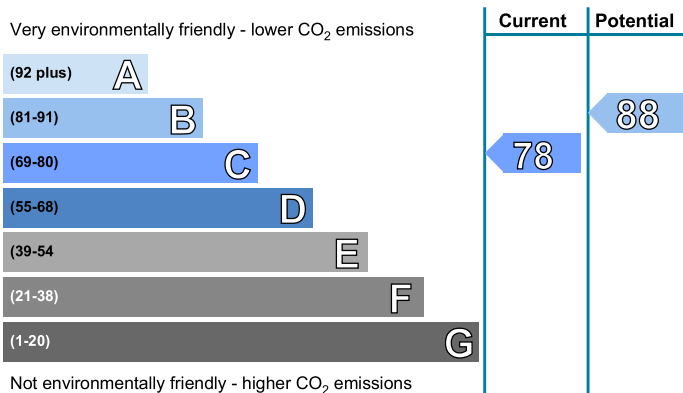 Very environmentally friendly - lower CO₂ emissions
Current
Potential
(92 plus) A
(81-91) B
(69-80) C
(55-68) D
(39-54 E
(21-38) F
(1-20) G
78
88
Not environmentally friendly - higher CO₂ emissions